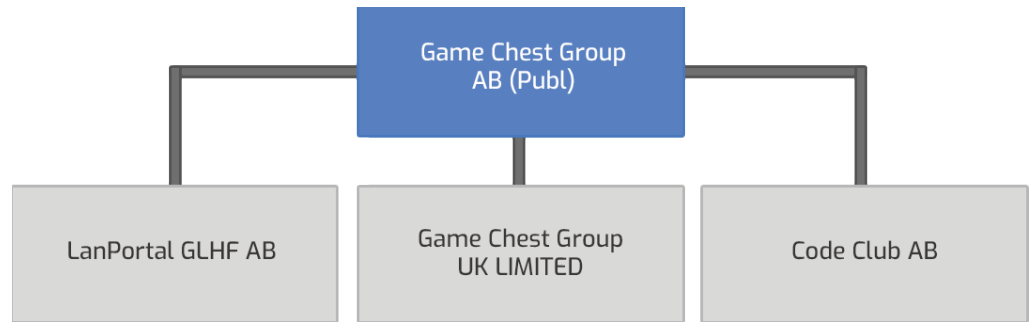 Game Chest Group
AB (Publ)
LanPortal GLHF AB
Game Chest Group
UK LIMITED
Code Club AB